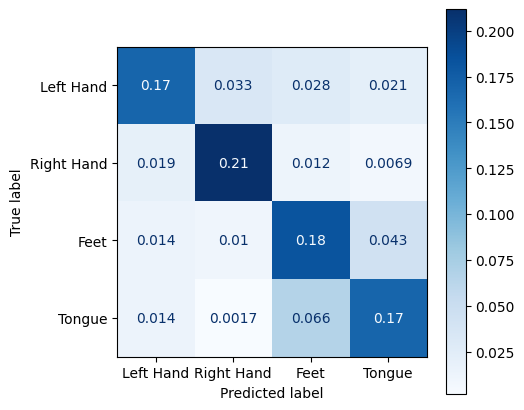 Left Hand 0.17 0.033 0.028 0.021
Right Hand 0.019 0.21 0.012 0.0069
Feet 0.014 0.01 0.18 0.043
Tongue 0.014 0.0017 0.066 0.17
Left Hand Right Hand Feet Tongue
Predicted label
True label
0.200
0.175
0.150
0.125
0.100
0.075
0.050
0.025